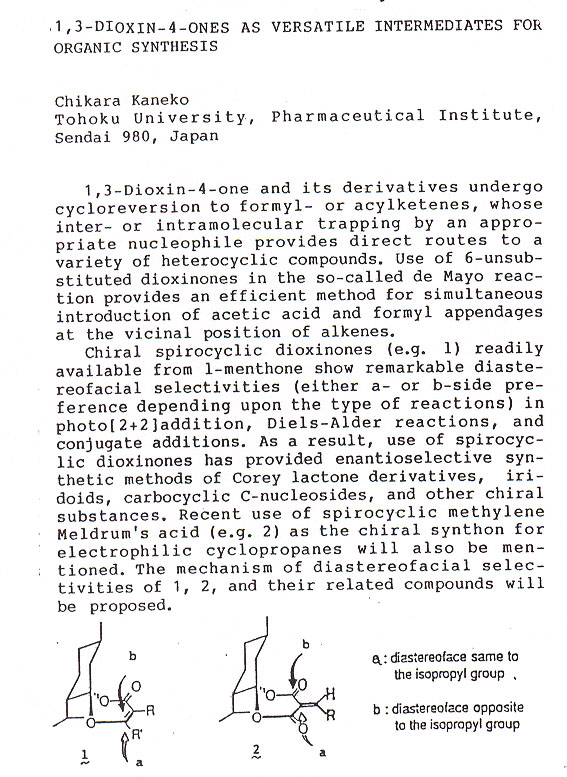 1,3-DIOXIN-4-ONES AS VERSATILE INTERMEDIATES FOR
ORGANIC SYNTHESIS
Chikara Kaneko
Tohoku University, Pharmaceutical Institute,
Sendai 980, Japan
1,3-Dioxin-4-one and its derivatives undergo
cycloreversion to formyl- or acylketenes, whose
inter- or intramolecular trapping by an appro-
priate nucleophile provides direct routes to a
variety of heterocyclic compounds. Use of 6-unsub-
stituted dioxinones in the so-called de Mayo reac-
tion provides an efficient method for simultaneous
introduction of acetic acid and formyl appendages
at the vicinal position of alkenes.
Chiral spirocyclic dioxinones (e.g. 1) readily
available from l-menthone show remarkable diaste-
reofacial selectivities (either a- or b-side pre-
ference depending upon the type of reactions) in
photo[2+2]addition, Diels-Alder reactions, and
conjugate additions. As a result, use of spirocyc-
lic dioxinones has provided enantioselective syn-
thetic methods of Corey lactone derivatives, iri-
doids, carbocyclic C-nucleosides, and other chiral
substances. Recent use of spirocyclic methylene
Meldrum's acid (e.g. 2) as the chiral synthon for
electrophilic cyclopropanes will also be men-
tioned. The mechanism of diastereofacial selec-
tivities of 1, 2, and their related compounds will
be proposed.
b
O
O
R
O
R'
1
a
b
O
O
H
O
R
O
2
a
a : diastereoface same to
the isopropyl group .
b : diastereoface opposite
to the isopropyl group